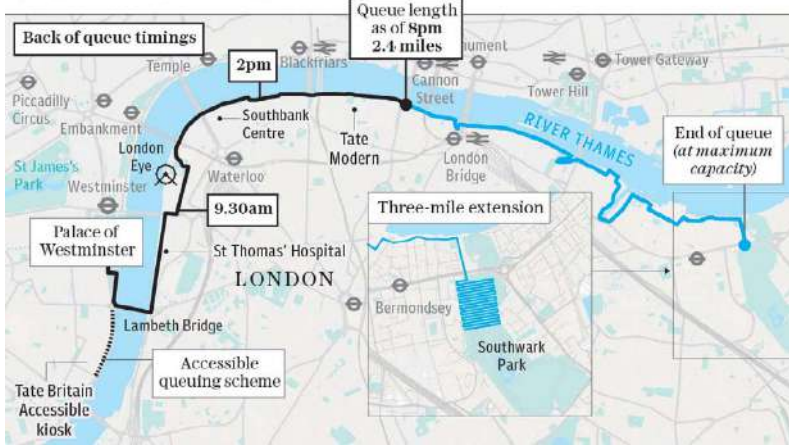 Queue length
as of 8pm
2.4 miles
Back of queue timings
2pm
Temple
Blackfriars
Monument
Cannon
Street
Tower Gateway
Tower Hill
Piccadilly
Circus
Embankment
Southbank
Centre
Tate
Modern
RIVER THAMES
End of queue
(at maximum
capacity)
London
Eye
St James's
Park
Westminster
Waterloo
London
Bridge
9.30am
Three-mile extension
Palace of
Westminster
St Thomas' Hospital
LONDON
Bermondsey
Lambeth Bridge
Southwark
Park
Accessible
queuing scheme
Tate Britain
Accessible
kiosk